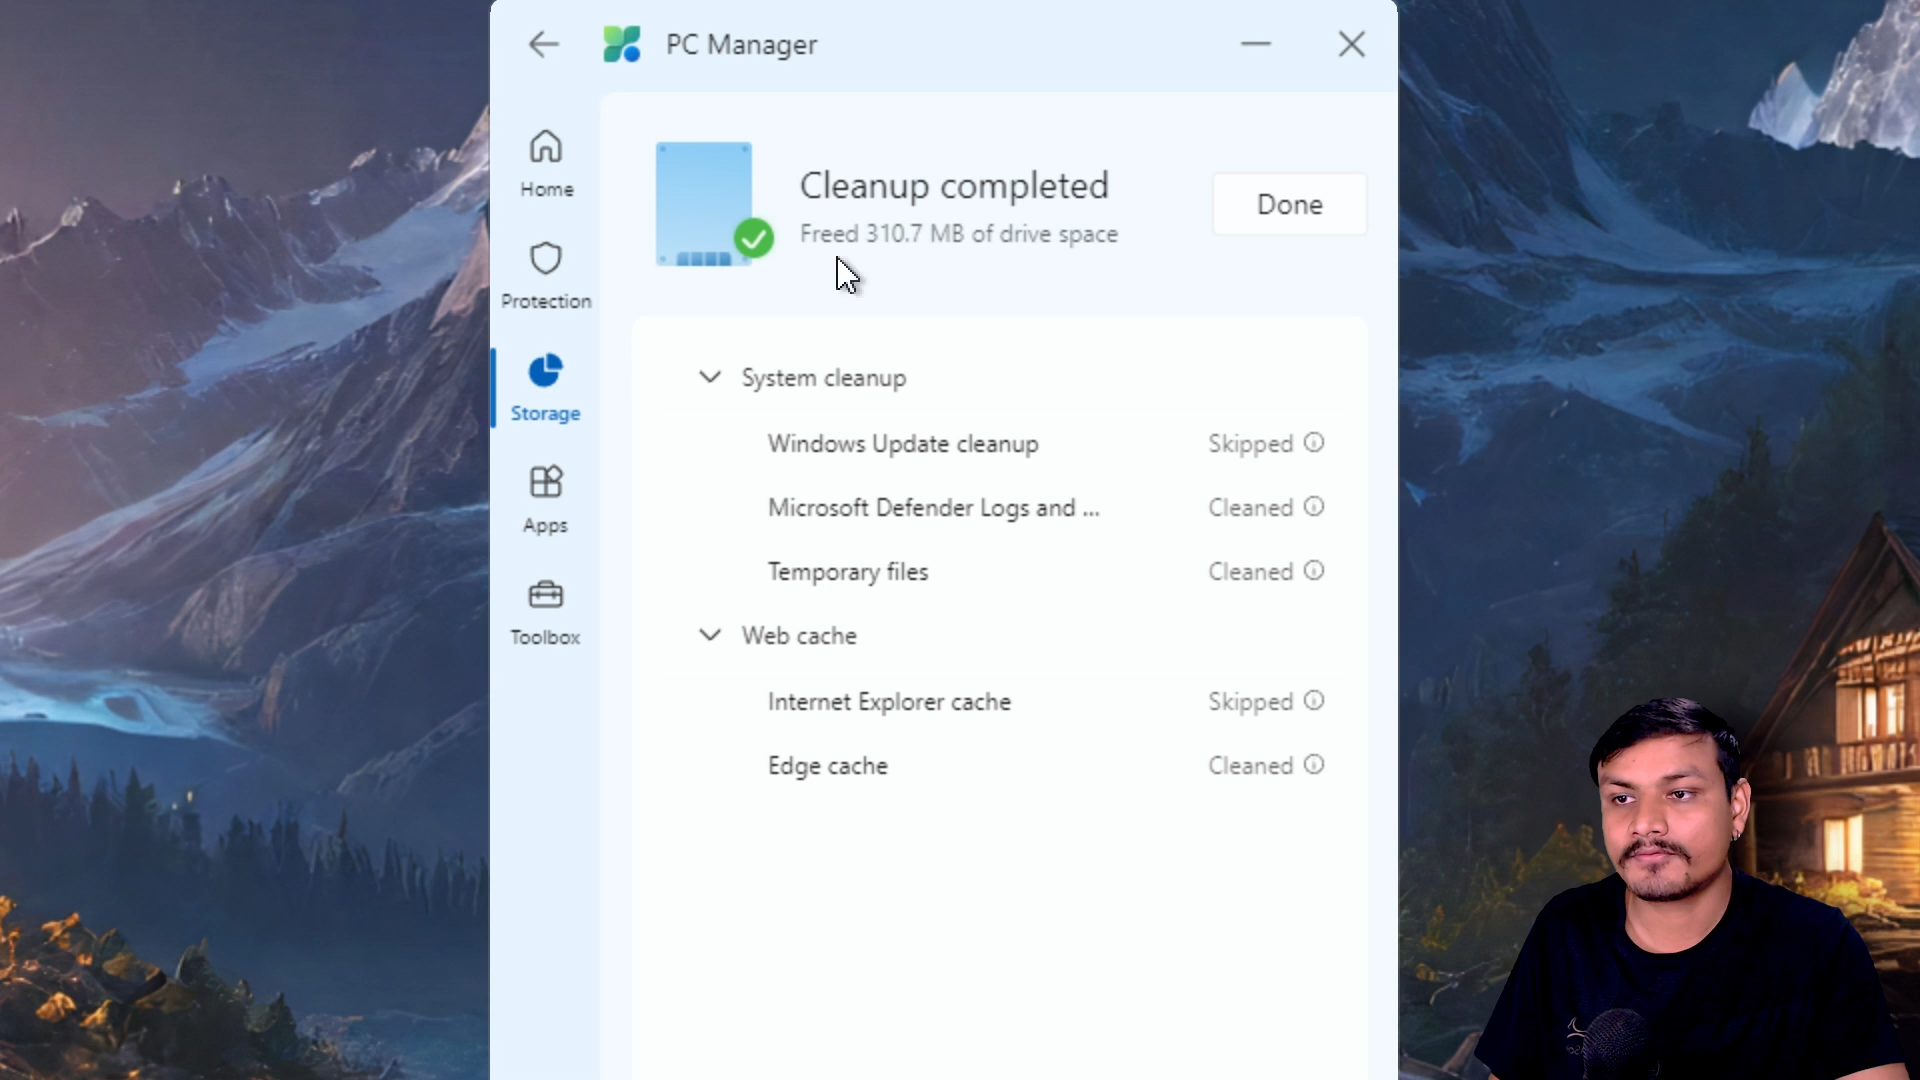 PC Manager
Home
Protection
Storage
Apps
Toolbox
Cleanup completed
Freed 310.7 MB of drive space
Done
System cleanup
Windows Update cleanup Skipped
Microsoft Defender Logs and ... Cleaned
Temporary files Cleaned
Web cache
Internet Explorer cache Skipped
Edge cache Cleaned